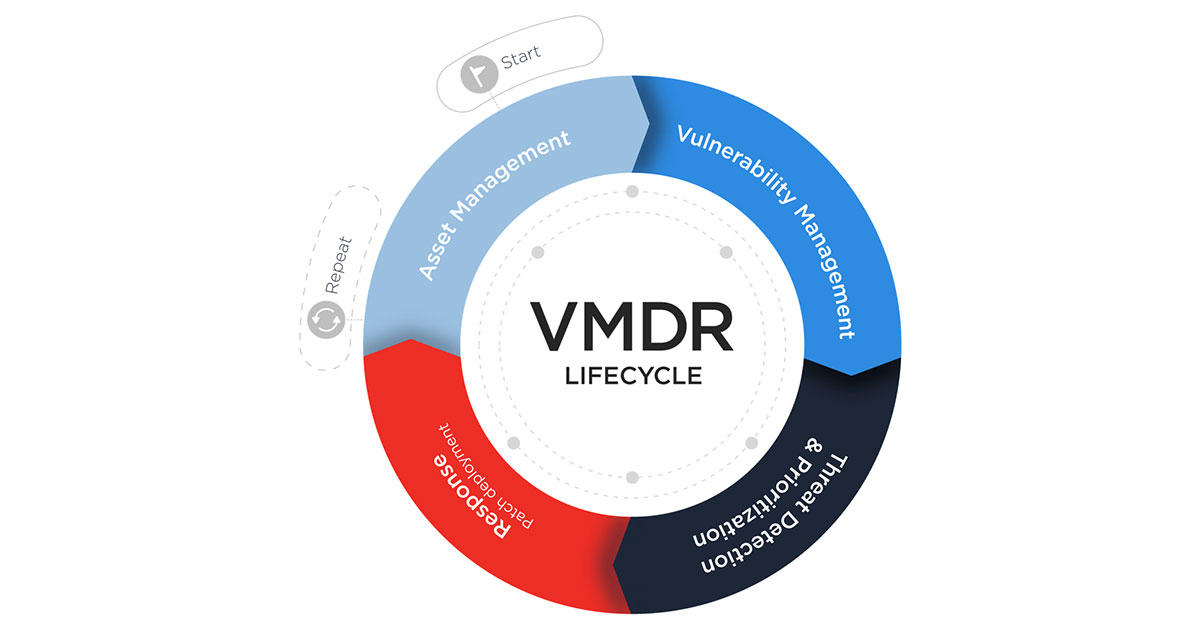 Start
Asset Management
Vulnerability Management
Threat Detection
& Prioritization
Response
Patch deployment
Repeat
VMDR
LIFECYCLE